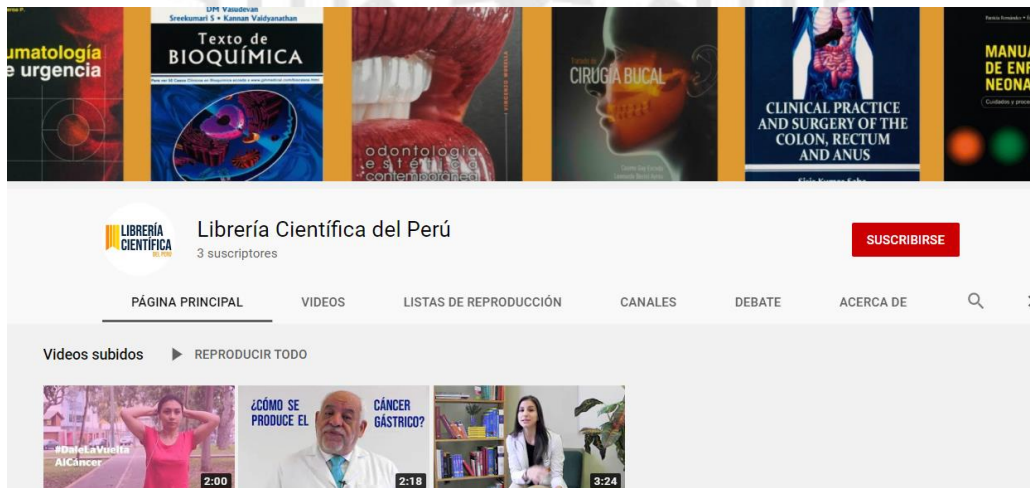 umatología
e urgencia
DM Vasudevan
Sreekumari S • Kannan Vaidyanathan
Texto de
BIOQUÍMICA
odontología
estética
contemporánea
CIRUGÍA BUCAL
CLINICAL PRACTICE
AND SURGERY OF THE
COLON, RECTUM
AND ANUS
MANUA
DE ENF
NEONA
LIBRERÍA
CIENTÍFICA
DEL PERÚ
Librería Científica del Perú
3 suscriptores
SUSCRIBIRSE
PÁGINA PRINCIPAL VIDEOS LISTAS DE REPRODUCCIÓN CANALES DEBATE ACERCA DE
Videos subidos REPRODUCIR TODO
#DaleLaVuelta
AlCáncer
2:00
¿CÓMO SE
PRODUCE EL
CÁNCER
GÁSTRICO?
2:18
3:24